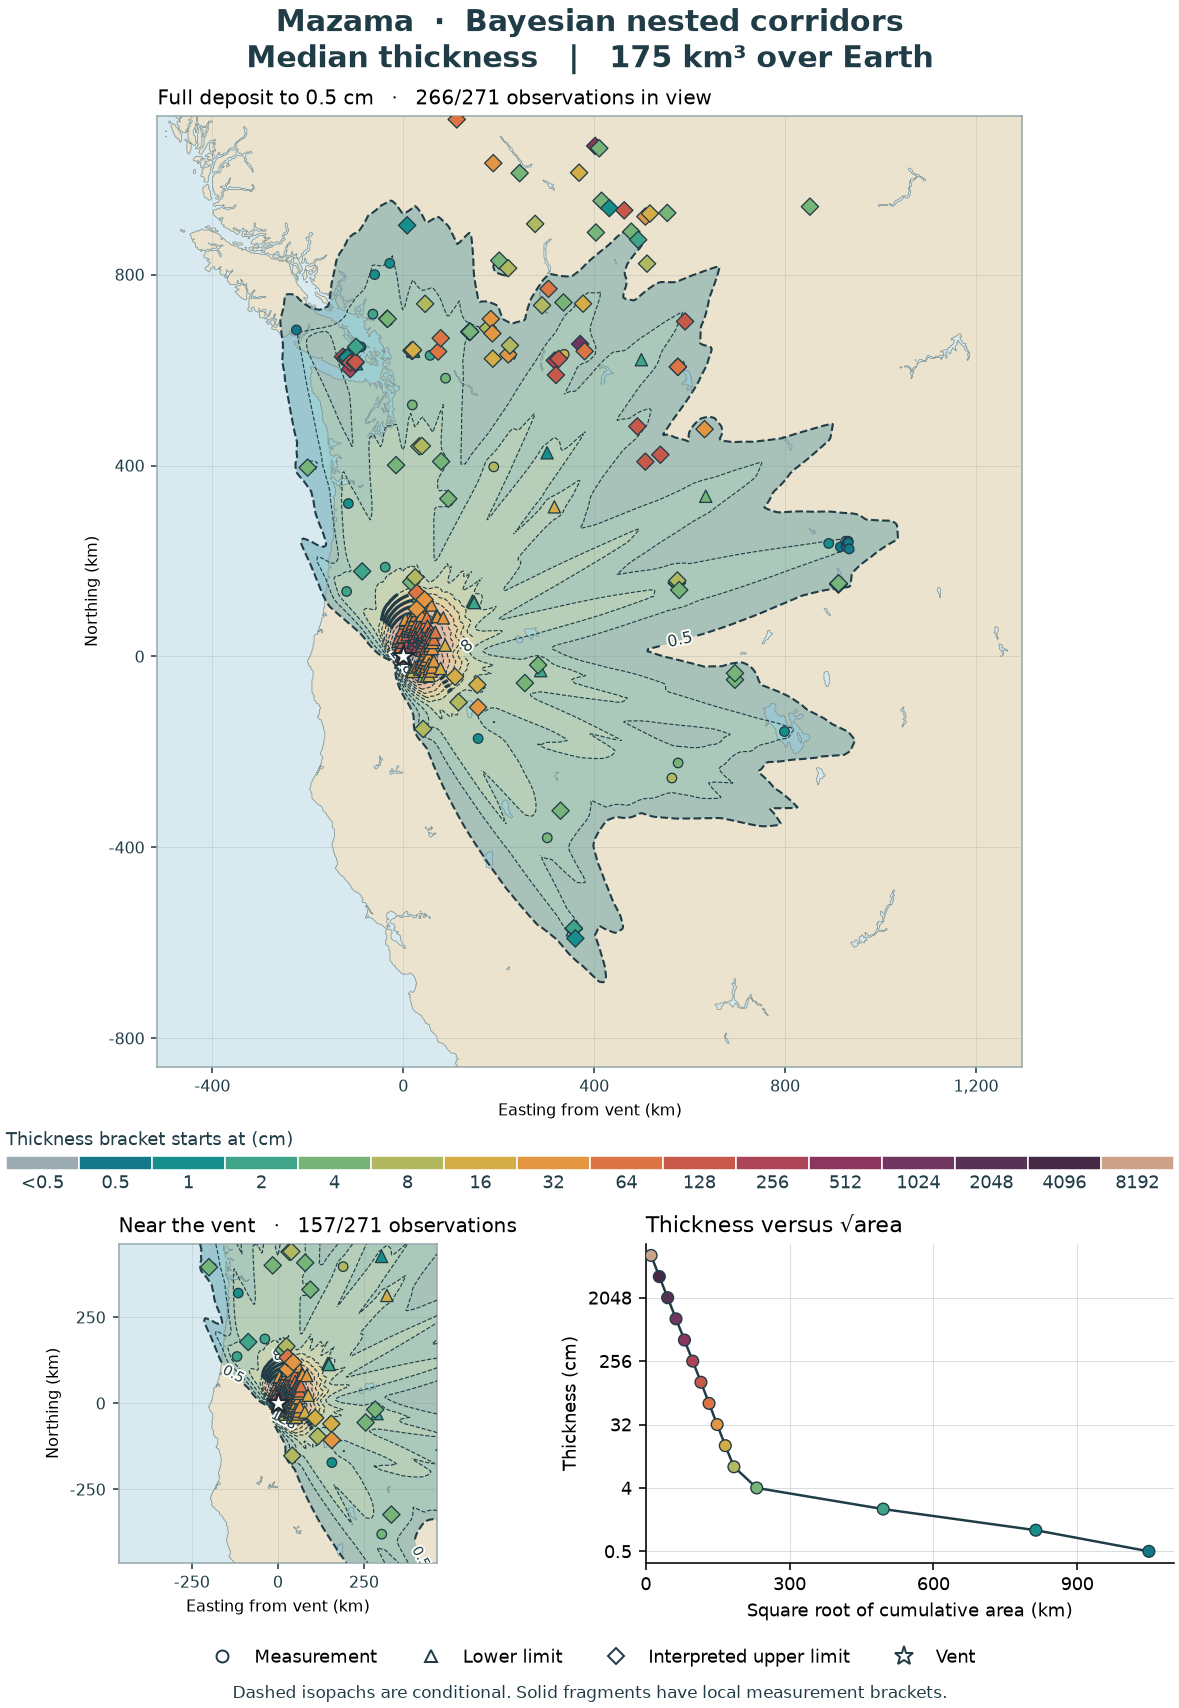 Mazama · Bayesian nested corridors
Median thickness | 175 km³ over Earth
Full deposit to 0.5 cm · 266/271 observations in view
800
400
0
-400
-800
Northing (km)
8
0.5
-400
0
400
800
1,200
Easting from vent (km)
Thickness bracket starts at (cm)
<0.5 0.5 1 2 4 8 16 32 64 128 256 512 1024 2048 4096 8192
Near the vent · 157/271 observations
250
0
-250
Northing (km)
0.5
0.5
-250 0 250
Easting from vent (km)
Thickness versus √area
2048
256
32
4
0.5
Thickness (cm)
0 300 600 900
Square root of cumulative area (km)
Measurement Lower limit Interpreted upper limit Vent
Dashed isopachs are conditional. Solid fragments have local measurement brackets.